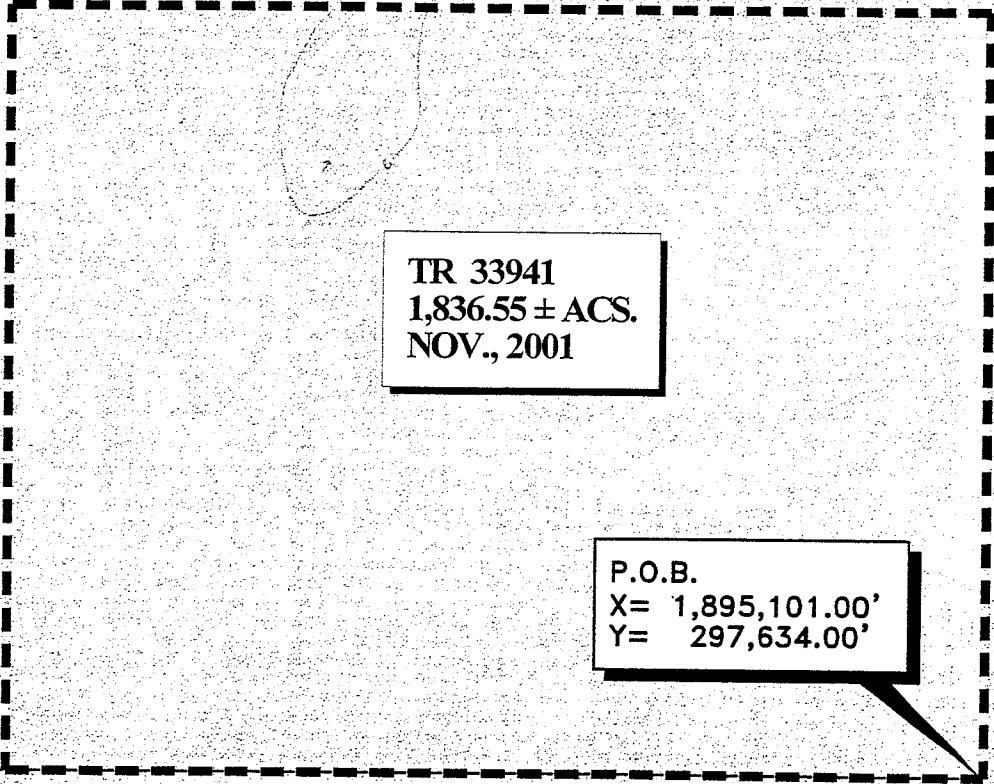 TR 33941
1,836.55 ± ACS.
NOV., 2001
P.O.B.
X= 1,895,101.00'
Y= 297,634.00'